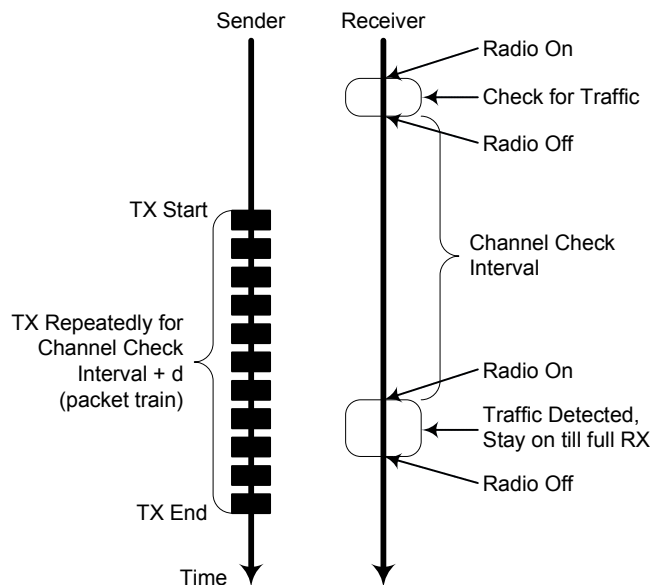 Sender
Receiver
Radio On
Check for Traffic
Radio Off
TX Start
Channel Check
Interval
TX Repeatedly for
Channel Check
Interval + d
(packet train)
Radio On
Traffic Detected,
Stay on till full RX
Radio Off
TX End
Time